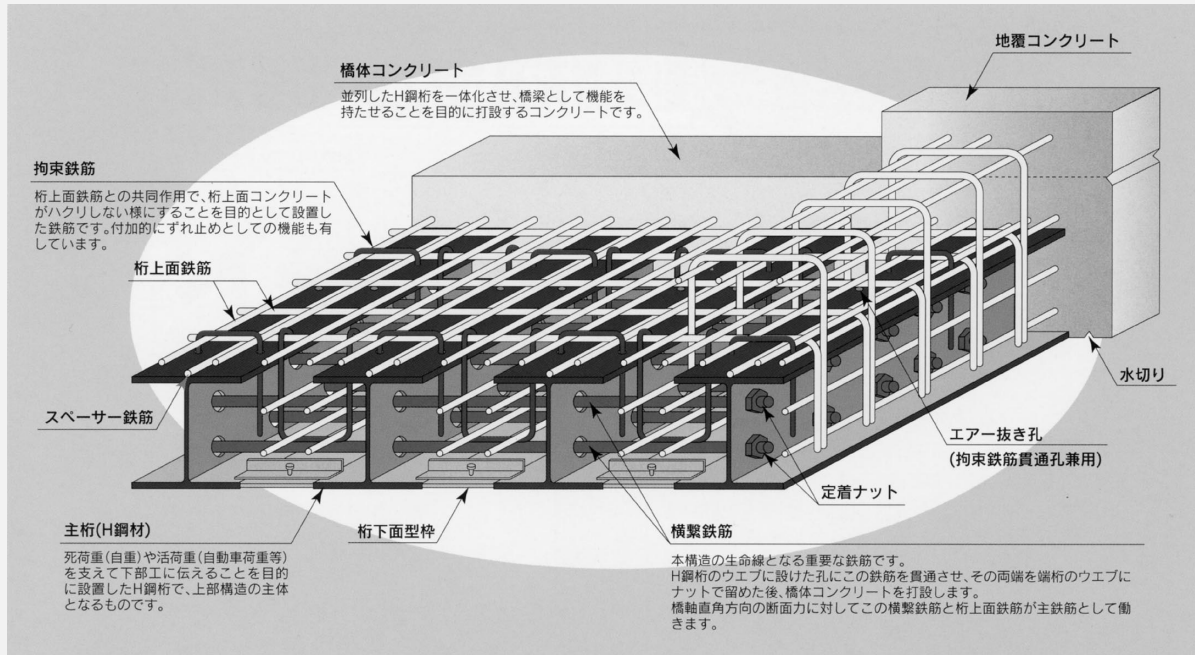 地覆コンクリート
橋体コンクリート
並列したH鋼桁を一体化させ、橋梁として機能を
持たせることを目的に打設するコンクリートです。
拘束鉄筋
桁上面鉄筋との共同作用で、桁上面コンクリート
がハクリしない様にすることを目的として設置し
た鉄筋です。付加的にずれ止めとしての機能も有
しています。
桁上面鉄筋
スペーサー鉄筋
水切り
エアー抜き孔
(拘束鉄筋貫通孔兼用)
定着ナット
主桁(H鋼材)
死荷重(自重)や活荷重(自動車荷重等)
を支えて下部工に伝えることを目的
に設置したH鋼桁で、上部構造の主体
となるものです。
桁下面型枠
横繋鉄筋
本構造の生命線となる重要な鉄筋です。
H鋼桁のウエブに設けた孔にこの鉄筋を貫通させ、その両端を端桁のウエブに
ナットで留めた後、橋体コンクリートを打設します。
橋軸直角方向の断面力に対してこの横繋鉄筋と桁上面鉄筋が主鉄筋として働
きます。